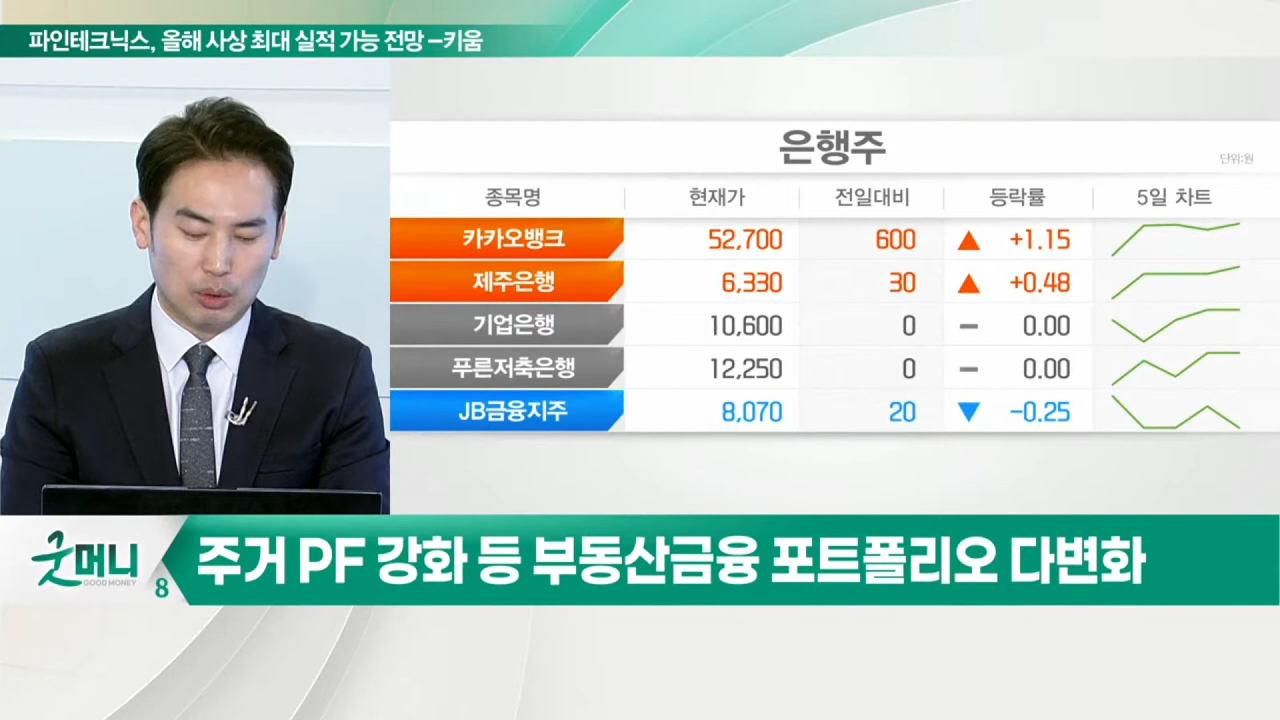 파인테크닉스, 올해 사상 최대 실적 가능 전망 -키움
은행주
단위:원
종목명 현재가 전일대비 등락률 5일 차트
카카오뱅크 52,700 600 ▲ +1.15
제주은행 6,330 30 ▲ +0.48
기업은행 10,600 0 - 0.00
푸른저축은행 12,250 0 - 0.00
JB금융지주 8,070 20 ▼ -0.25
굿머니
GOOD MONEY
8
주거 PF 강화 등 부동산금융 포트폴리오 다변화